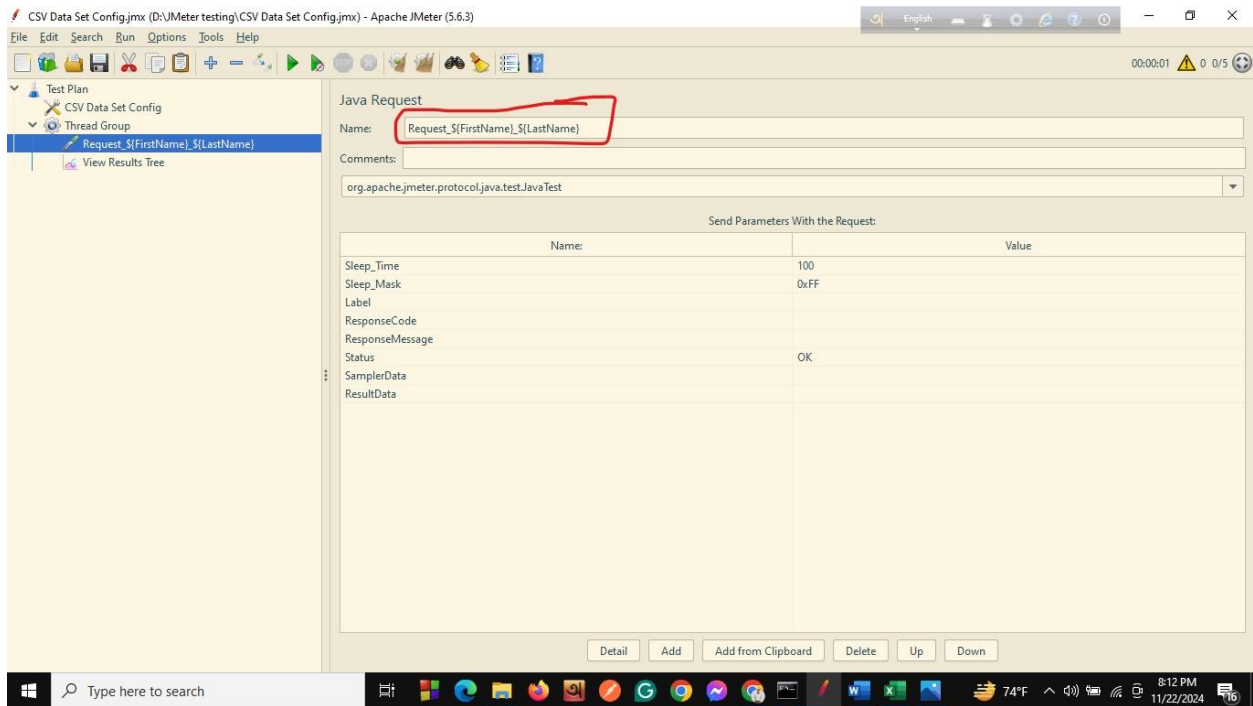 CSV Data Set Config.jmx (D:\JMeter testing\CSV Data Set Config.jmx) - Apache JMeter (5.6.3)
English
File Edit Search Run Options Tools Help
00:00:01 0 0/5
Test Plan
CSV Data Set Config
Thread Group
Request_${FirstName}_${LastName}
View Results Tree
Java Request
Name: Request_${FirstName}_${LastName}
Comments:
org.apache.jmeter.protocol.java.test.JavaTest
Send Parameters With the Request:
Name: Value
Sleep_Time 100
Sleep_Mask 0xFF
Label
ResponseCode
ResponseMessage
Status OK
SamplerData
ResultData
Detail Add Add from Clipboard Delete Up Down
Type here to search
74°F
8:12 PM
11/22/2024
16